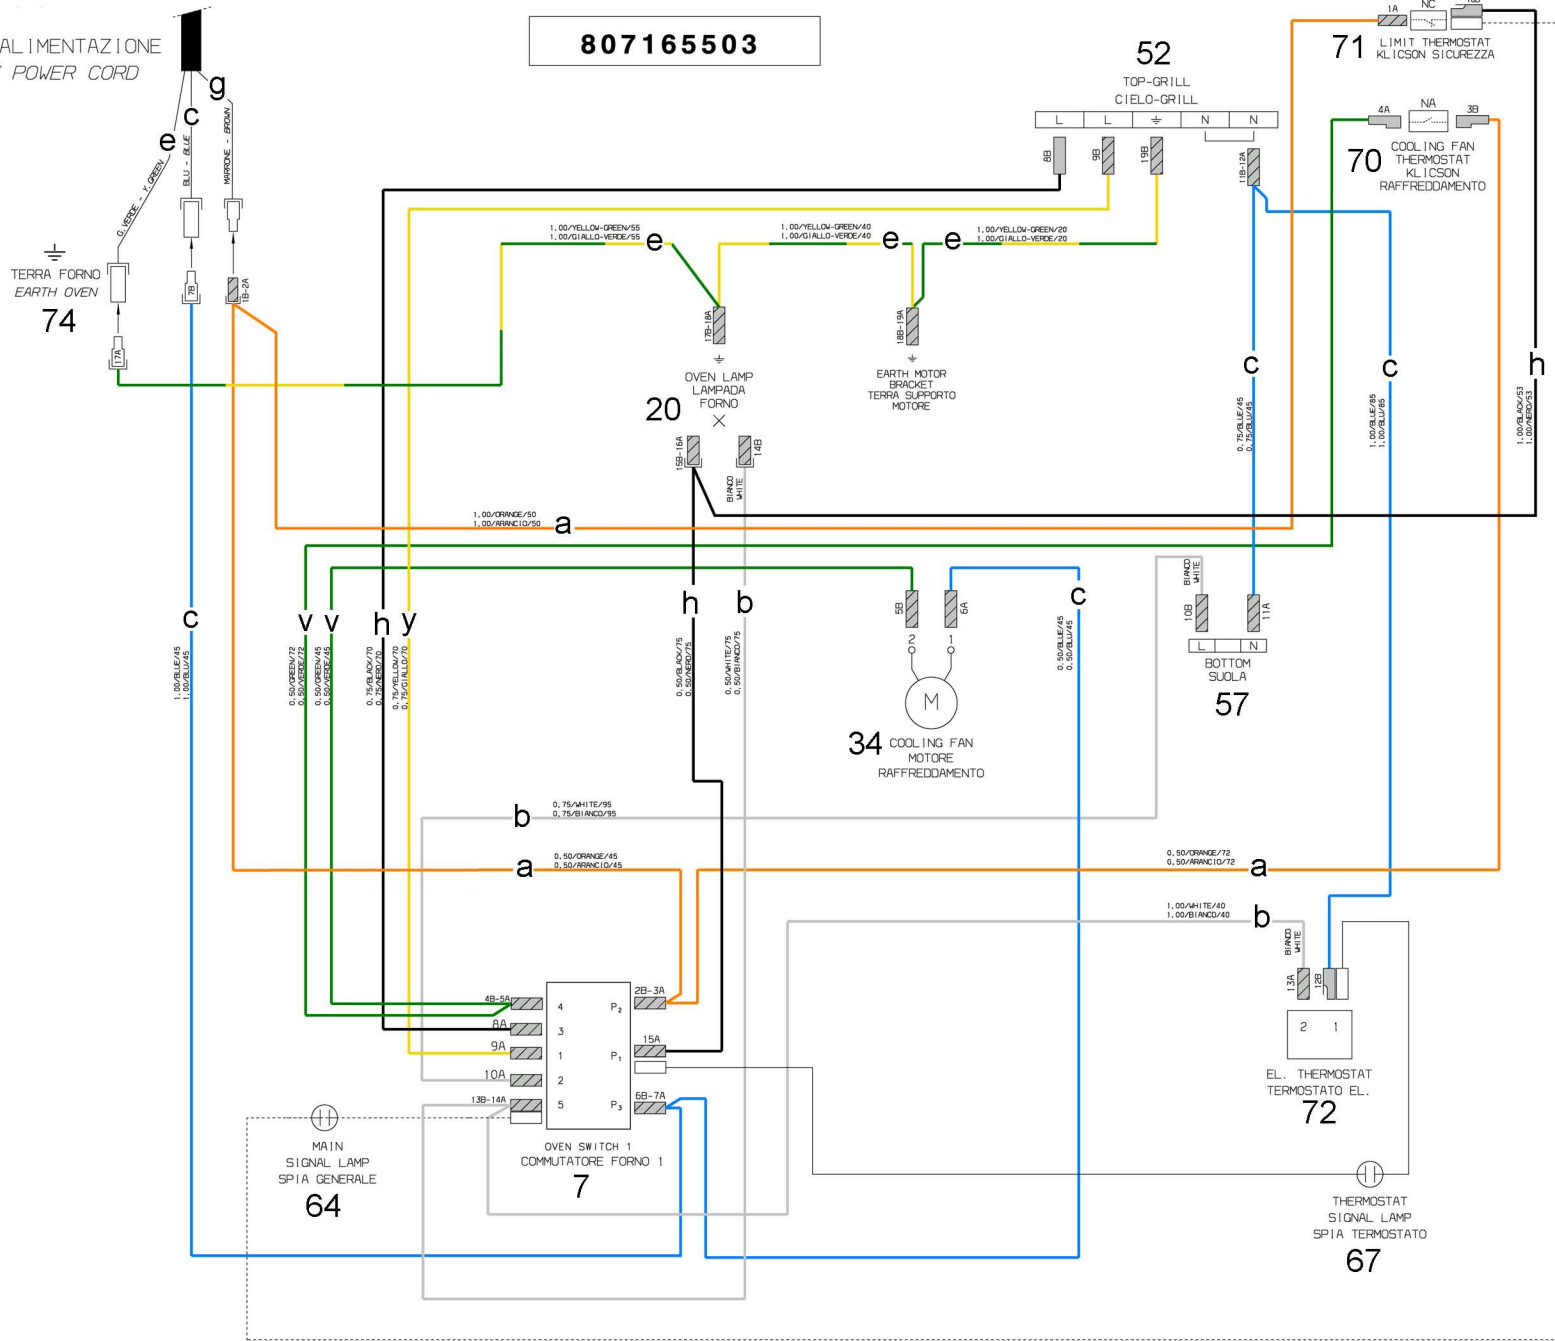 ALIMENTAZIONE
POWER CORD
807165503
g
c
e
G.VERDE - Y.GREEN
BLU - BLUE
MARRONE - BROWN
TERRA FORNO
EARTH OVEN
74
17A
7B
1B-2A
52
TOP-GRILL
CIELO-GRILL
L
L
N
N
8B
9B
19B
11B-12A
1A
NC
71
LIMIT THERMOSTAT
KLICSON SICUREZZA
4A
NA
3B
70
COOLING FAN
THERMOSTAT
KLICSON
RAFFREDDAMENTO
1,00/YELLOW-GREEN/55
1,00/GIALLO-VERDE/55
e
1,00/YELLOW-GREEN/40
1,00/GIALLO-VERDE/40
e
e
1,00/YELLOW-GREEN/20
1,00/GIALLO-VERDE/20
17B-18A
18B-19A
OVEN LAMP
LAMPADA
FORNO
20
EARTH MOTOR
BRACKET
TERRA SUPPORTO
MOTORE
15B-16A
14B
BIANCO
WHITE
c
0,75/BLUE/45
0,75/BLU/45
c
1,00/BLUE/85
1,00/BLU/85
h
1,00/BLACK/53
1,00/NERO/53
1,00/ORANGE/50
1,00/ARANCIO/50
a
c
1,00/BLUE/45
1,00/BLU/45
v
0,50/GREEN/72
0,50/VERDE/72
v
0,50/GREEN/45
0,50/VERDE/45
h
0,75/BLACK/70
0,75/NERO/70
y
0,75/YELLOW/70
0,75/GIALLO/70
h
0,50/BLACK/75
0,50/NERO/75
b
0,50/WHITE/75
0,50/BIANCO/75
5B
6A
2
1
M
34
COOLING FAN
MOTORE
RAFFREDDAMENTO
c
0,50/BLUE/45
0,50/BLU/45
BIANCO
WHITE
10B
11A
L
N
BOTTOM
SUOLA
57
b
0,75/WHITE/95
0,75/BIANCO/95
a
0,50/ORANGE/45
0,50/ARANCIO/45
0,50/ORANGE/72
0,50/ARANCIO/72
a
1,00/WHITE/40
1,00/BIANCO/40
b
BIANCO
WHITE
13A
12B
2
1
EL. THERMOSTAT
TERMOSTATO EL.
72
4B-5A
8A
9A
10A
13B-14A
4
3
1
2
5
P2
P1
P3
2B-3A
15A
6B-7A
OVEN SWITCH 1
COMMUTATORE FORNO 1
7
MAIN
SIGNAL LAMP
SPIA GENERALE
64
THERMOSTAT
SIGNAL LAMP
SPIA TERMOSTATO
67